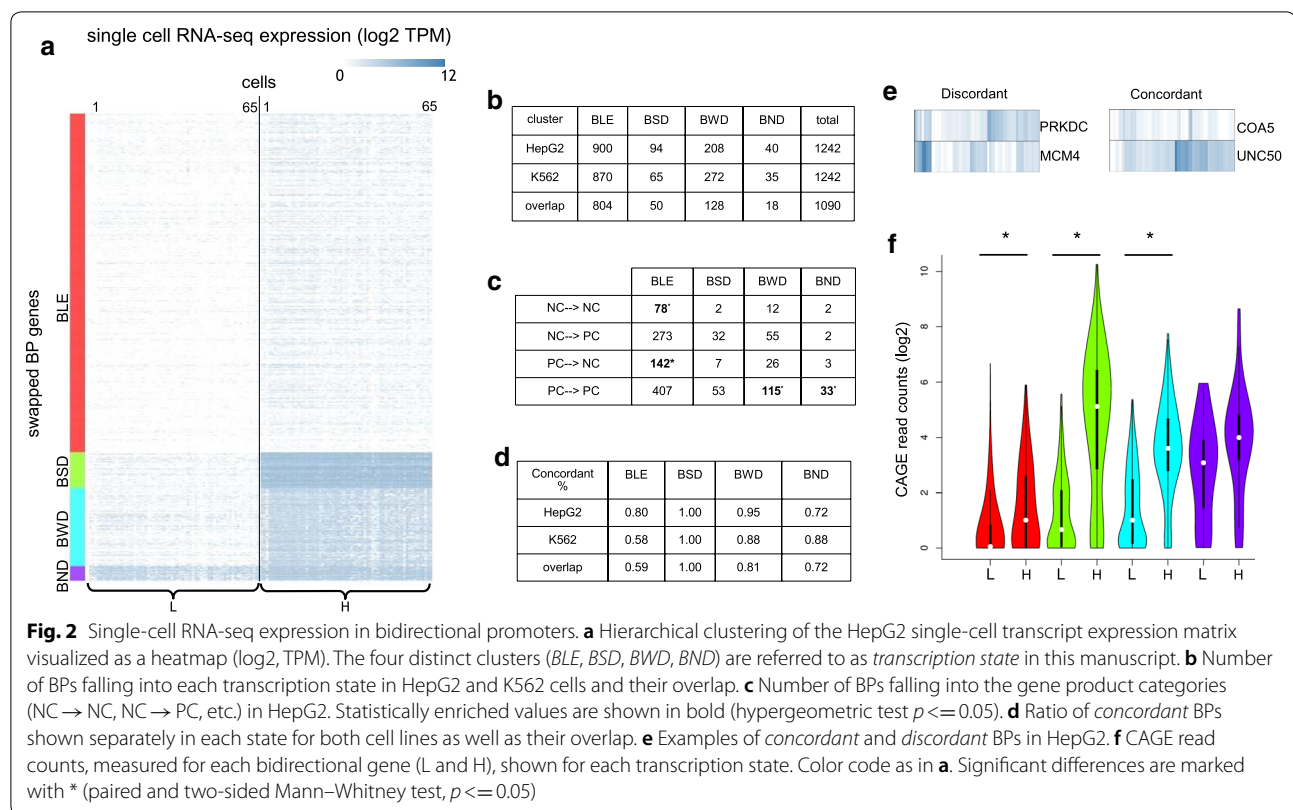 a
single cell RNA-seq expression (log2 TPM)
0 12
cells
1 65 1 65
swapped BP genes
BLE
BSD
BWD
BND
L H
b
cluster BLE BSD BWD BND total
HepG2 900 94 208 40 1242
K562 870 65 272 35 1242
overlap 804 50 128 18 1090
c
BLE BSD BWD BND
NC--> NC 78* 2 12 2
NC--> PC 273 32 55 2
PC--> NC 142* 7 26 3
PC--> PC 407 53 115* 33*
d
Concordant % BLE BSD BWD BND
HepG2 0.80 1.00 0.95 0.72
K562 0.58 1.00 0.88 0.88
overlap 0.59 1.00 0.81 0.72
e
Discordant Concordant
PRKDC COA5
MCM4 UNC50
f
* * *
CAGE read counts (log2)
10
8
6
4
2
0
L H L H L H L H
Fig. 2 Single-cell RNA-seq expression in bidirectional promoters. a Hierarchical clustering of the HepG2 single-cell transcript expression matrix
visualized as a heatmap (log2, TPM). The four distinct clusters (BLE, BSD, BWD, BND) are referred to as transcription state in this manuscript. b Number
of BPs falling into each transcription state in HepG2 and K562 cells and their overlap. c Number of BPs falling into the gene product categories
(NC → NC, NC → PC, etc.) in HepG2. Statistically enriched values are shown in bold (hypergeometric test p <= 0.05). d Ratio of concordant BPs
shown separately in each state for both cell lines as well as their overlap. e Examples of concordant and discordant BPs in HepG2. f CAGE read
counts, measured for each bidirectional gene (L and H), shown for each transcription state. Color code as in a. Significant differences are marked
with * (paired and two-sided Mann–Whitney test, p <= 0.05)